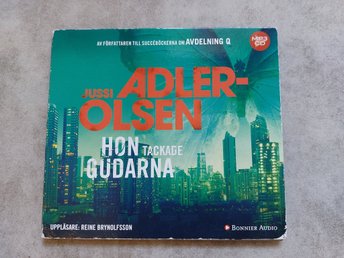 AV FÖRFATTAREN TILL SUCCÉBÖCKERNA OM AVDELNING Q
MP3
CD
JUSSI
ADLER-
OLSEN
HON TACKADE
GUDARNA
UPPLÄSARE: REINE BRYNOLFSSON
BONNIER AUDIO